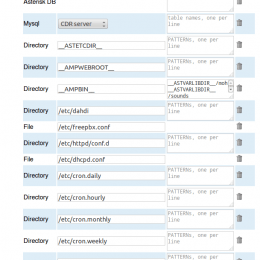 Asterisk DB
Mysql CDR server table names, one per line
Directory __ASTETCDIR__ PATTERNs, one per line
Directory __AMPWEBROOT__ PATTERNs, one per line
Directory __AMPBIN__ __ASTVARLIBDIR__/moh
__ASTVARLIBDIR__
/sounds
Directory /etc/dahdi PATTERNs, one per line
File /etc/freepbx.conf
Directory /etc/httpd/conf.d PATTERNs, one per line
File /etc/dhcpd.conf
Directory /etc/cron.daily PATTERNs, one per line
Directory /etc/cron.hourly PATTERNs, one per line
Directory /etc/cron.monthly PATTERNs, one per line
Directory /etc/cron.weekly PATTERNs, one per line
PATTERNs, one per